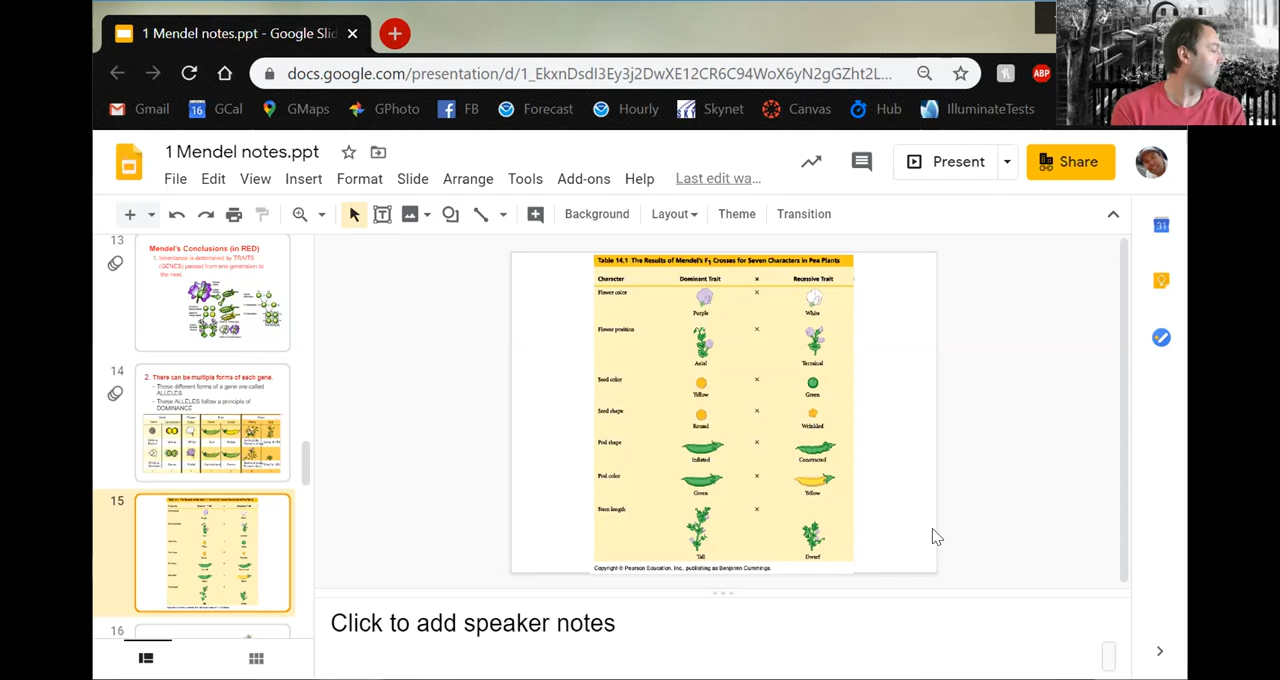 1 Mendel notes.ppt - Google Slid
docs.google.com/presentation/d/1_EkxnDsdI3Ey3j2DwXE12CR6C94WoX6yN2gGZht2L...
ABP
Gmail 16 GCal GMaps GPhoto FB Forecast Hourly Skynet Canvas Hub IlluminateTests
1 Mendel notes.ppt
File Edit View Insert Format Slide Arrange Tools Add-ons Help Last edit wa...
Present Share
Background Layout Theme Transition
31
13
Mendel's Conclusions (in RED)
1. Inheritance is determined by TRAITS
(GENES) passed from one generation to
the next.
14
2. There can be multiple forms of each gene.
– These different forms of a gene are called
ALLELES
– These ALLELES follow a principle of
DOMINANCE
15
16
Table 14.1 The Results of Mendel's F1 Crosses for Seven Characters in Pea Plants
Character Dominant Trait × Recessive Trait
Flower color ×
Purple White
Flower position ×
Axial Terminal
Seed color ×
Yellow Green
Seed shape ×
Round Wrinkled
Pod shape ×
Inflated Constricted
Pod color ×
Green Yellow
Stem length ×
Tall Dwarf
Copyright © Pearson Education, Inc., publishing as Benjamin Cummings.
Click to add speaker notes